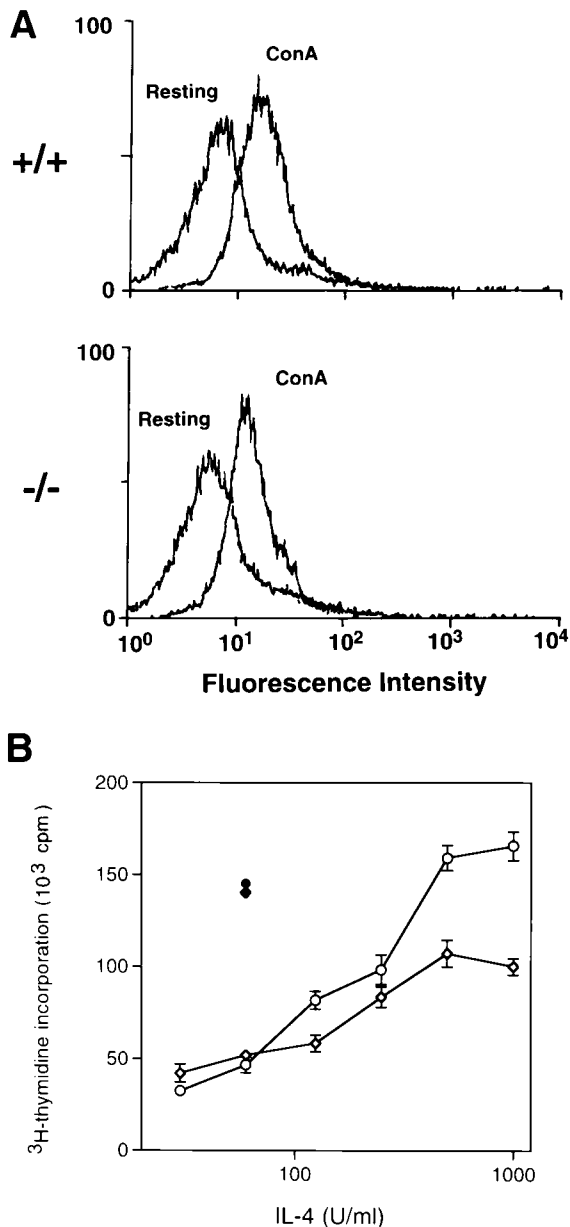 A
100
ConA
Resting
+/+
0
100
ConA
Resting
-/-
0
10⁰ 10¹ 10² 10³ 10⁴
Fluorescence Intensity
B
200
150
100
50
0
³H-thymidine incorporation (10³ cpm)
100 1000
IL-4 (U/ml)